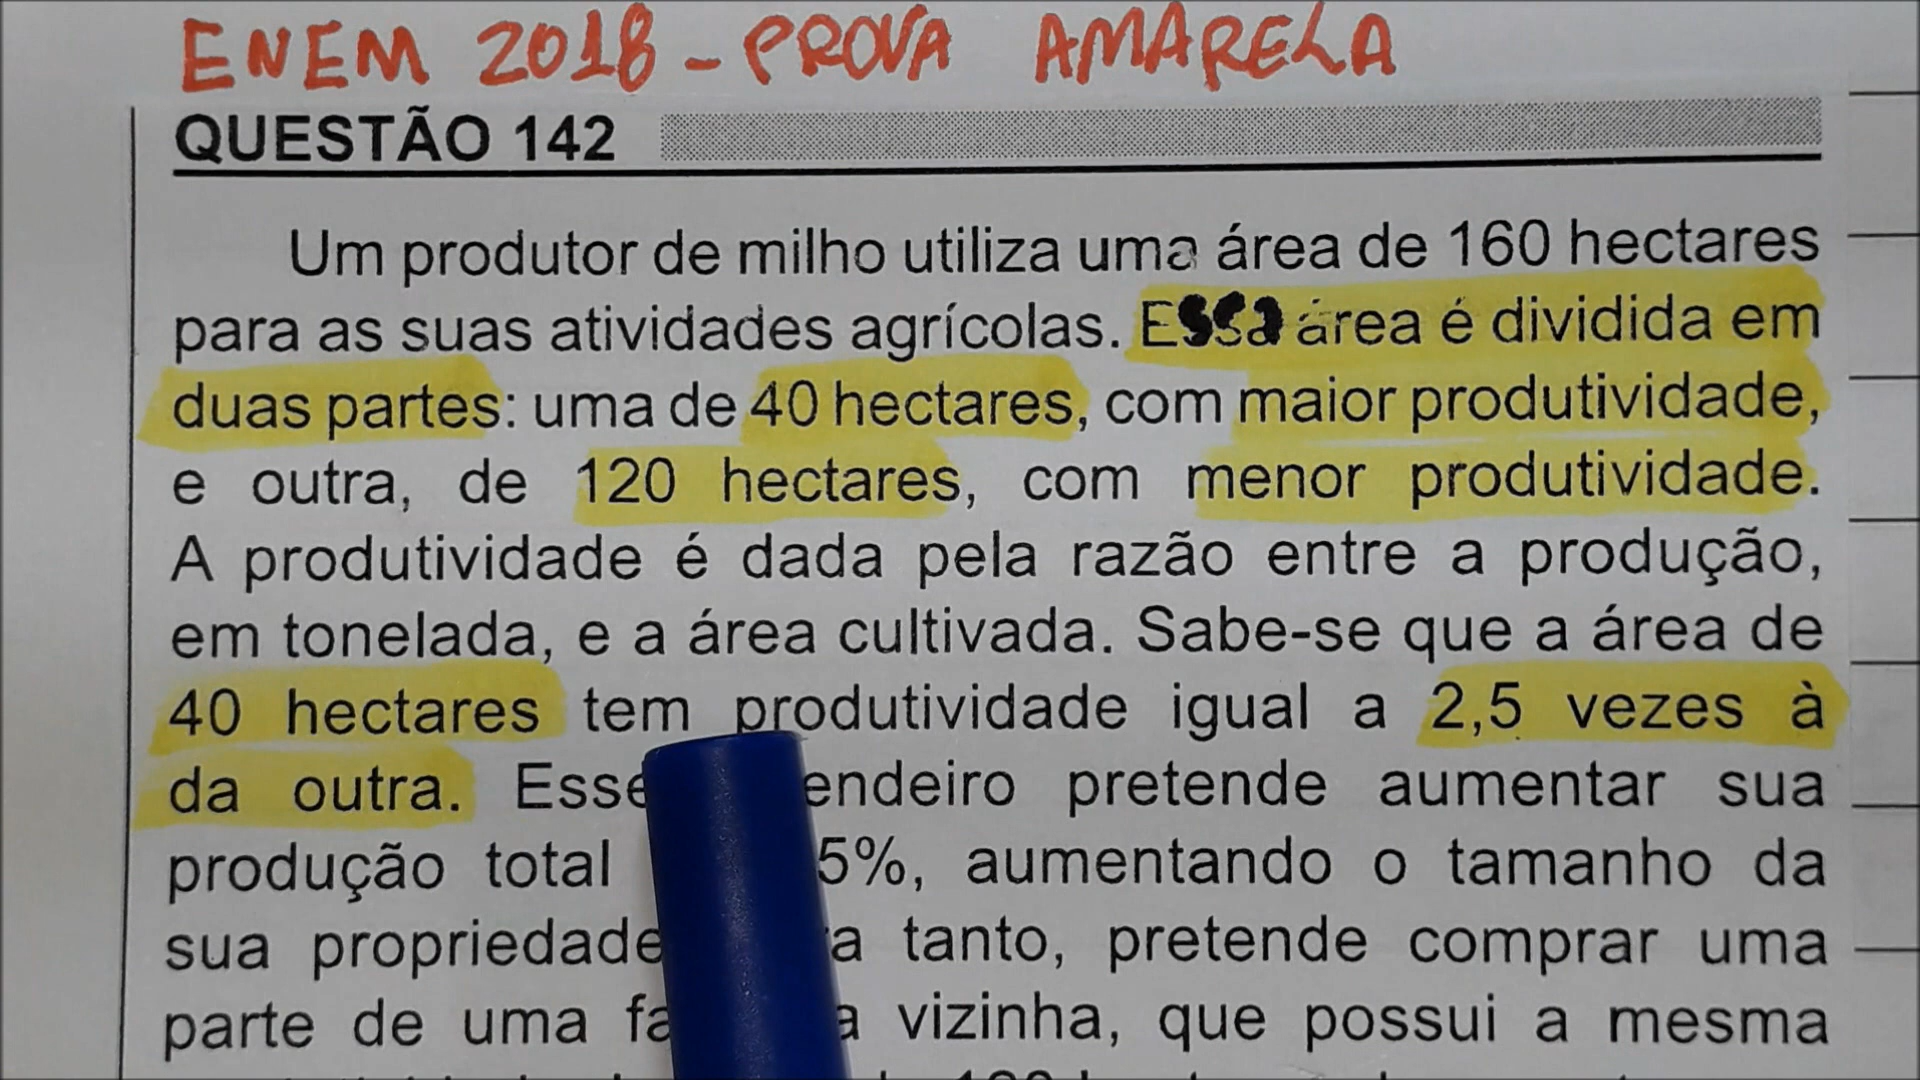 ENEM 2018 - PROVA AMARELA
QUESTÃO 142
Um produtor de milho utiliza uma área de 160 hectares
para as suas atividades agrícolas. Essa área é dividida em
duas partes: uma de 40 hectares, com maior produtividade,
e outra, de 120 hectares, com menor produtividade.
A produtividade é dada pela razão entre a produção,
em tonelada, e a área cultivada. Sabe-se que a área de
40 hectares tem produtividade igual a 2,5 vezes à
da outra. Esse endeiro pretende aumentar sua
produção total 5%, aumentando o tamanho da
sua propriedade a tanto, pretende comprar uma
parte de uma vizinha, que possui a mesma